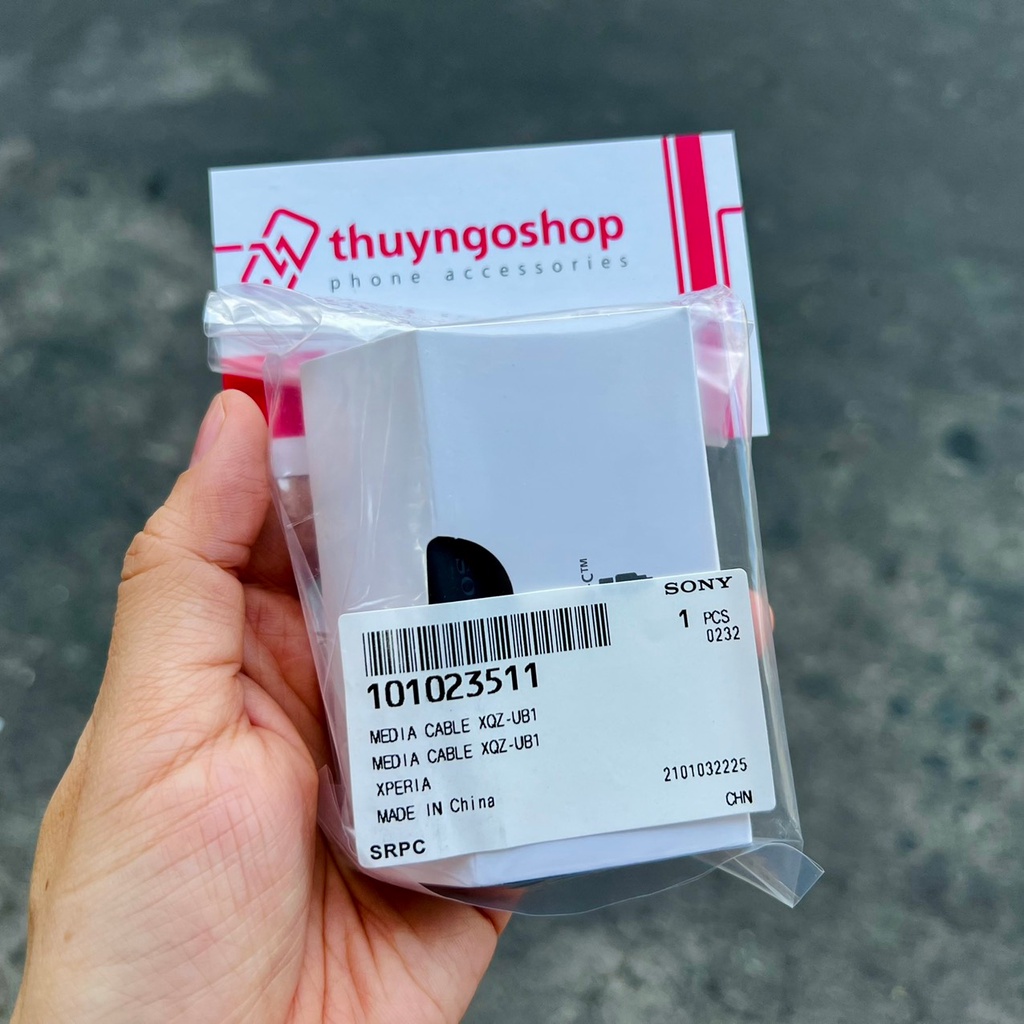 thuyngoshop
phone accessories
C™
SONY
1 PCS
0232
101023511
MEDIA CABLE XQZ-UB1
MEDIA CABLE XQZ-UB1
XPERIA
2101032225
MADE IN China
CHN
SRPC